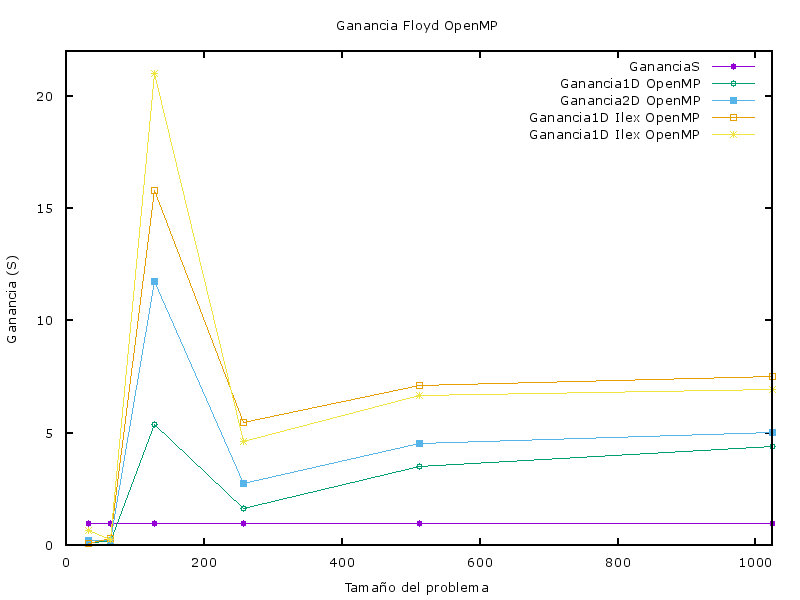 Ganancia Floyd OpenMP
GananciaS
Ganancia1D OpenMP
Ganancia2D OpenMP
Ganancia1D Ilex OpenMP
Ganancia1D Ilex OpenMP
20
15
10
5
0
Ganancia (S)
0 200 400 600 800 1000
Tamaño del problema